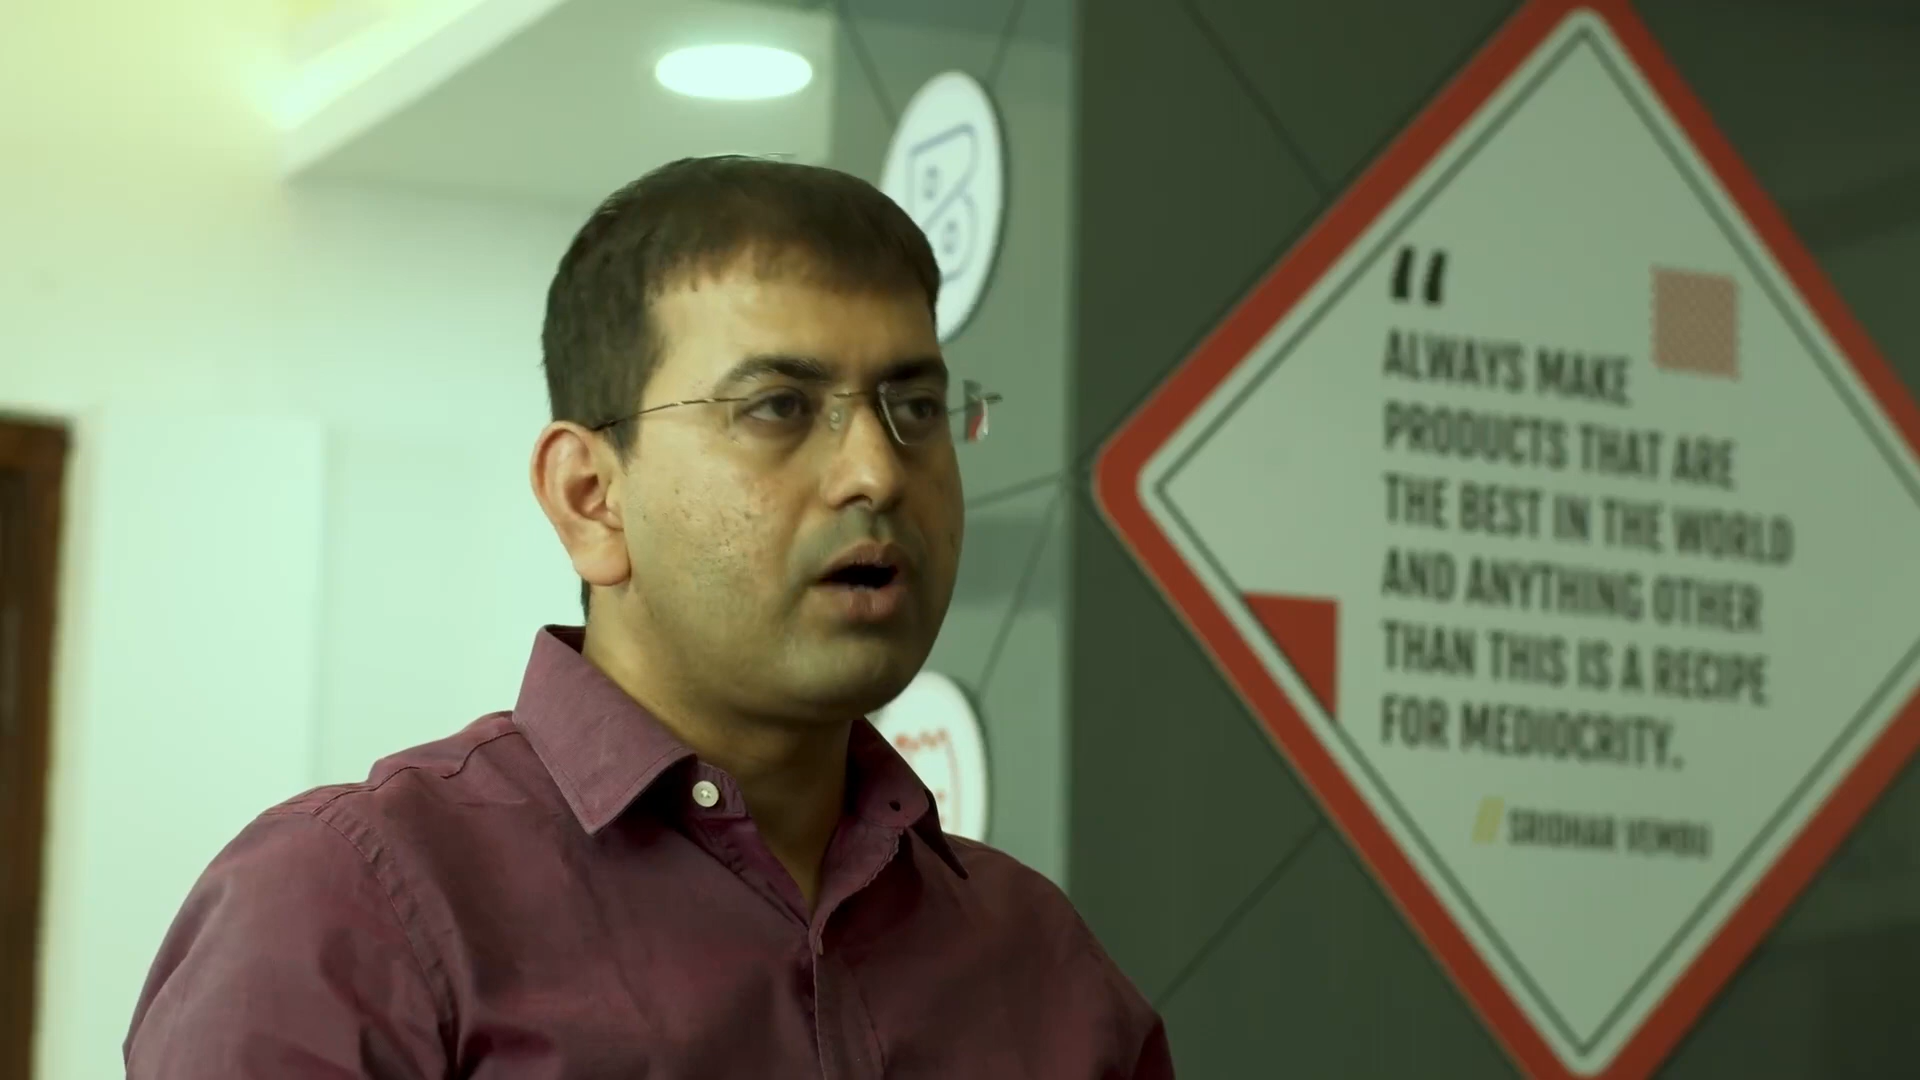 “
ALWAYS MAKE
PRODUCTS THAT ARE
THE BEST IN THE WORLD
AND ANYTHING OTHER
THAN THIS IS A RECIPE
FOR MEDIOCRITY.
// SRIDHAR VEMBU